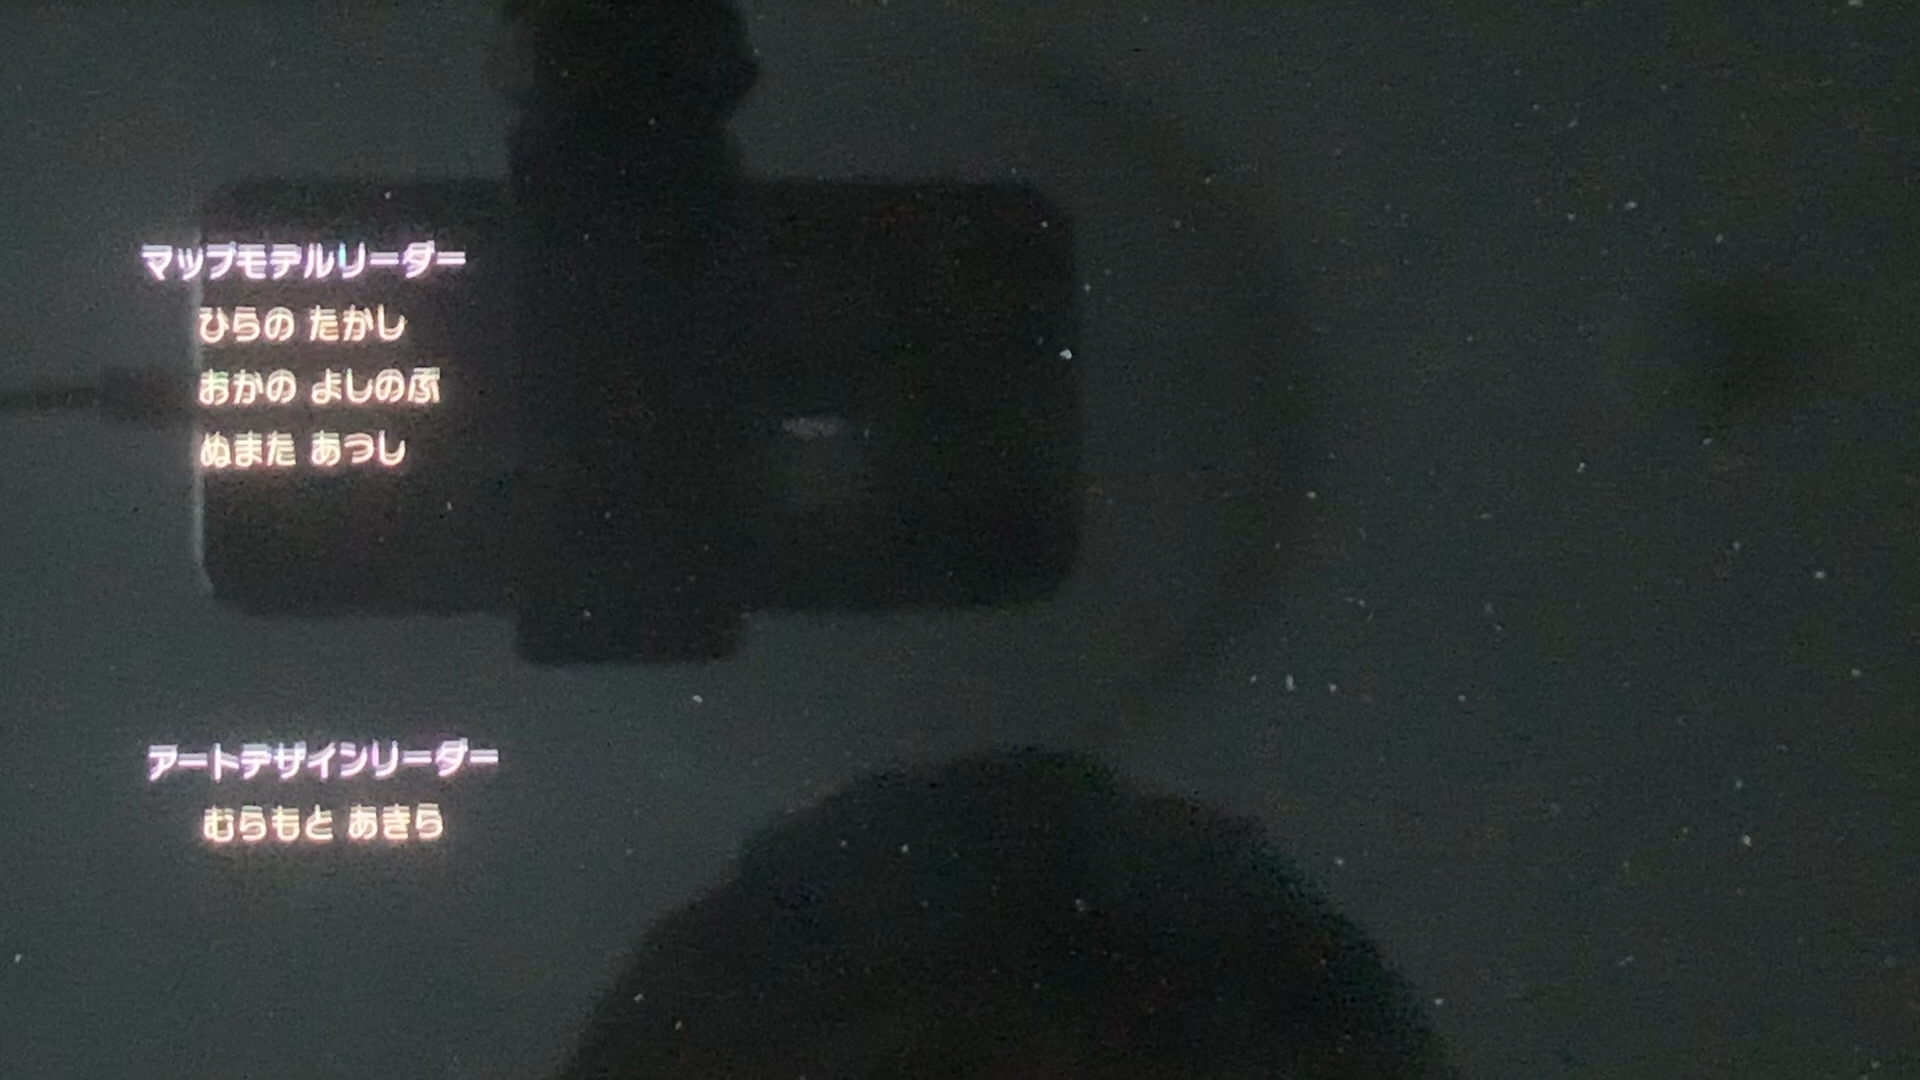 マップモデルリーダー
ひらの たかし
おかの よしのぶ
ぬまた あつし
アートデザインリーダー
むらもと あきら